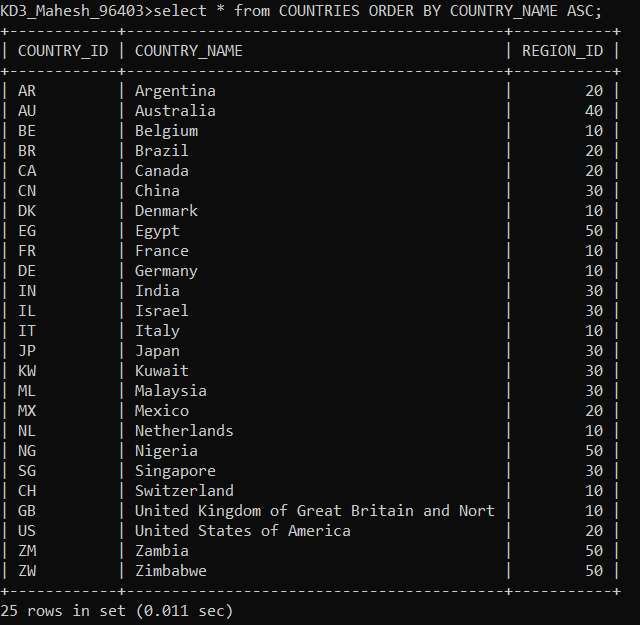 KD3_Mahesh_96403>select * from COUNTRIES ORDER BY COUNTRY_NAME ASC;
+------------+------------------------------------------+-----------+
| COUNTRY_ID | COUNTRY_NAME                             | REGION_ID |
+------------+------------------------------------------+-----------+
| AR         | Argentina                                |        20 |
| AU         | Australia                                |        40 |
| BE         | Belgium                                  |        10 |
| BR         | Brazil                                   |        20 |
| CA         | Canada                                   |        20 |
| CN         | China                                    |        30 |
| DK         | Denmark                                  |        10 |
| EG         | Egypt                                    |        50 |
| FR         | France                                   |        10 |
| DE         | Germany                                  |        10 |
| IN         | India                                    |        30 |
| IL         | Israel                                   |        30 |
| IT         | Italy                                    |        10 |
| JP         | Japan                                    |        30 |
| KW         | Kuwait                                   |        30 |
| ML         | Malaysia                                 |        30 |
| MX         | Mexico                                   |        20 |
| NL         | Netherlands                              |        10 |
| NG         | Nigeria                                  |        50 |
| SG         | Singapore                                |        30 |
| CH         | Switzerland                              |        10 |
| GB         | United Kingdom of Great Britain and Nort |        10 |
| US         | United States of America                 |        20 |
| ZM         | Zambia                                   |        50 |
| ZW         | Zimbabwe                                 |        50 |
+------------+------------------------------------------+-----------+
25 rows in set (0.011 sec)